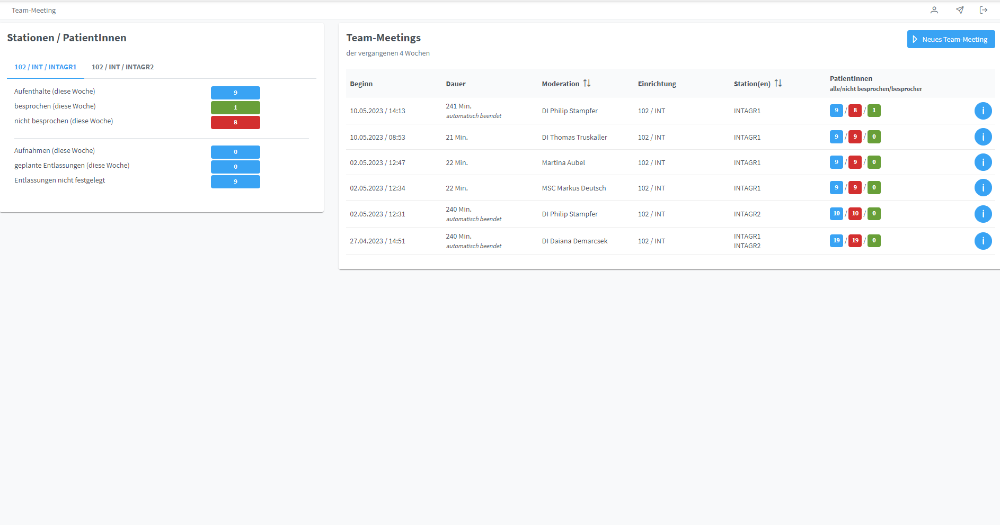 Team-Meeting
Stationen / PatientInnen
102 / INT / INTAGR1 102 / INT / INTAGR2
Aufenthalte (diese Woche) 9
besprochen (diese Woche) 1
nicht besprochen (diese Woche) 8
Aufnahmen (diese Woche) 0
geplante Entlassungen (diese Woche) 0
Entlassungen nicht festgelegt 9
Team-Meetings
Neues Team-Meeting
der vergangenen 4 Wochen
Beginn Dauer Moderation Einrichtung Station(en) PatientInnen
alle/nicht besprochen/besprocher
10.05.2023 / 14:13 241 Min. DI Philip Stampfer 102 / INT INTAGR1 9 / 8 / 1
automatisch beendet
10.05.2023 / 08:53 21 Min. DI Thomas Truskaller 102 / INT INTAGR1 9 / 9 / 0
02.05.2023 / 12:47 22 Min. Martina Aubel 102 / INT INTAGR1 9 / 9 / 0
02.05.2023 / 12:34 22 Min. MSC Markus Deutsch 102 / INT INTAGR1 9 / 9 / 0
02.05.2023 / 12:31 240 Min. DI Philip Stampfer 102 / INT INTAGR2 10 / 10 / 0
automatisch beendet
27.04.2023 / 14:51 240 Min. DI Daiana Demarcsek 102 / INT INTAGR1 19 / 19 / 0
automatisch beendet INTAGR2